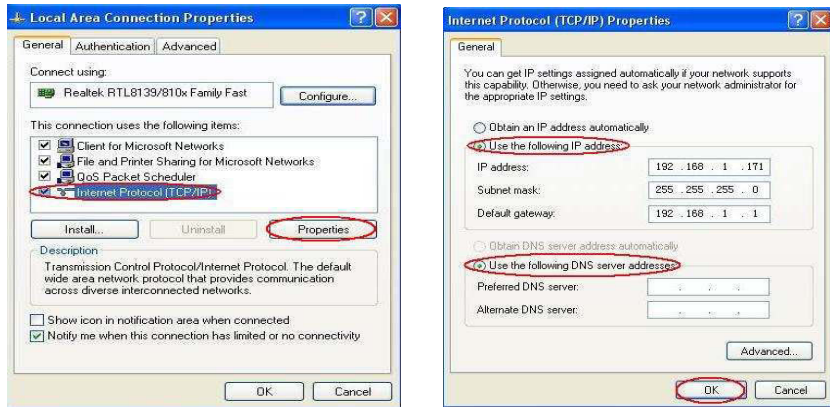 Local Area Connection Properties
General Authentication Advanced
Connect using:
Realtek RTL8139/810x Family Fast
Configure...
This connection uses the following items:
Client for Microsoft Networks
File and Printer Sharing for Microsoft Networks
QoS Packet Scheduler
Internet Protocol (TCP/IP)
Install... Uninstall Properties
Description
Transmission Control Protocol/Internet Protocol. The default
wide area network protocol that provides communication
across diverse interconnected networks.
Show icon in notification area when connected
Notify me when this connection has limited or no connectivity
OK Cancel
Internet Protocol (TCP/IP) Properties
General
You can get IP settings assigned automatically if your network supports
this capability. Otherwise, you need to ask your network administrator for
the appropriate IP settings.
Obtain an IP address automatically
Use the following IP address:
IP address: 192 . 168 . 1 . 171
Subnet mask: 255 . 255 . 255 . 0
Default gateway: 192 . 168 . 1 . 1
Obtain DNS server address automatically
Use the following DNS server addresses:
Preferred DNS server: . . .
Alternate DNS server: . . .
Advanced...
OK Cancel